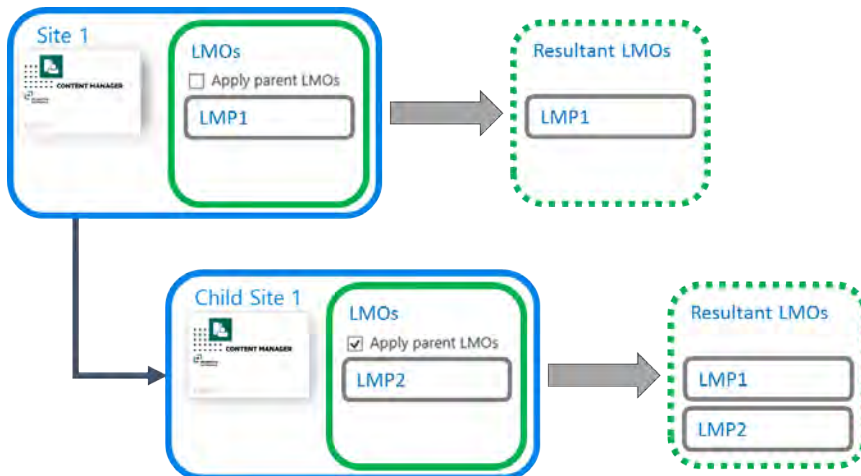 Site 1
CONTENT MANAGER
LMOs
Apply parent LMOs
LMP1
Resultant LMOs
LMP1
Child Site 1
CONTENT MANAGER
LMOs
Apply parent LMOs
LMP2
Resultant LMOs
LMP1
LMP2